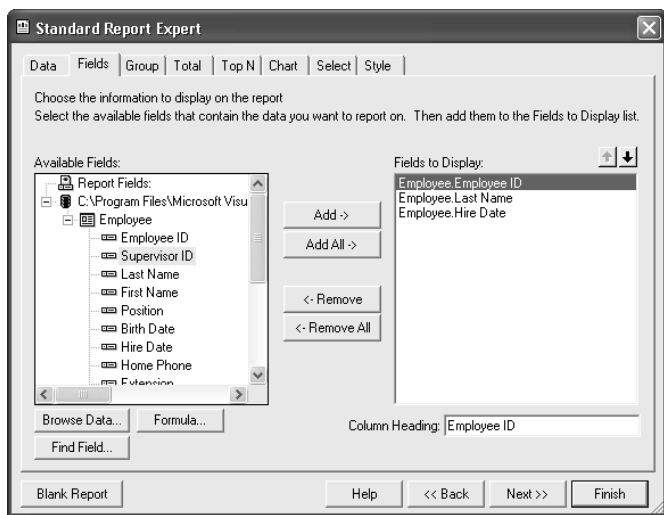 Standard Report Expert
Data Fields Group Total Top N Chart Select Style
Choose the information to display on the report
Select the available fields that contain the data you want to report on. Then add them to the Fields to Display list.
Available Fields:
Report Fields:
C:\Program Files\Microsoft Visu
Employee
Employee ID
Supervisor ID
Last Name
First Name
Position
Birth Date
Hire Date
Home Phone
Extension
Add ->
Add All ->
<- Remove
<- Remove All
Fields to Display:
Employee.Employee ID
Employee.Last Name
Employee.Hire Date
Browse Data... Formula...
Find Field...
Column Heading: Employee ID
Blank Report Help << Back Next >> Finish